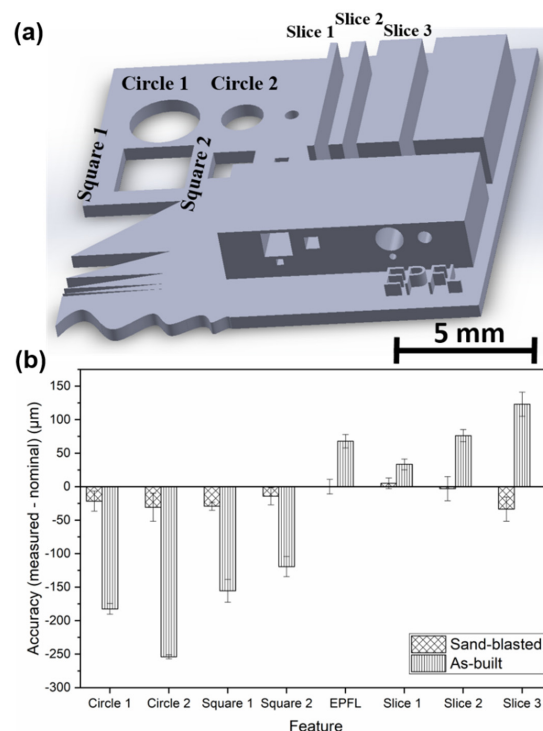 (a)
Slice 1
Slice 2
Slice 3
Circle 1
Circle 2
Square 1
Square 2
EPFL
5 mm
(b)
Accuracy (measured - nominal) (μm)
150
100
50
0
-50
-100
-150
-200
-250
-300
Sand-blasted
As-built
Circle 1
Circle 2
Square 1
Square 2
EPFL
Slice 1
Slice 2
Slice 3
Feature